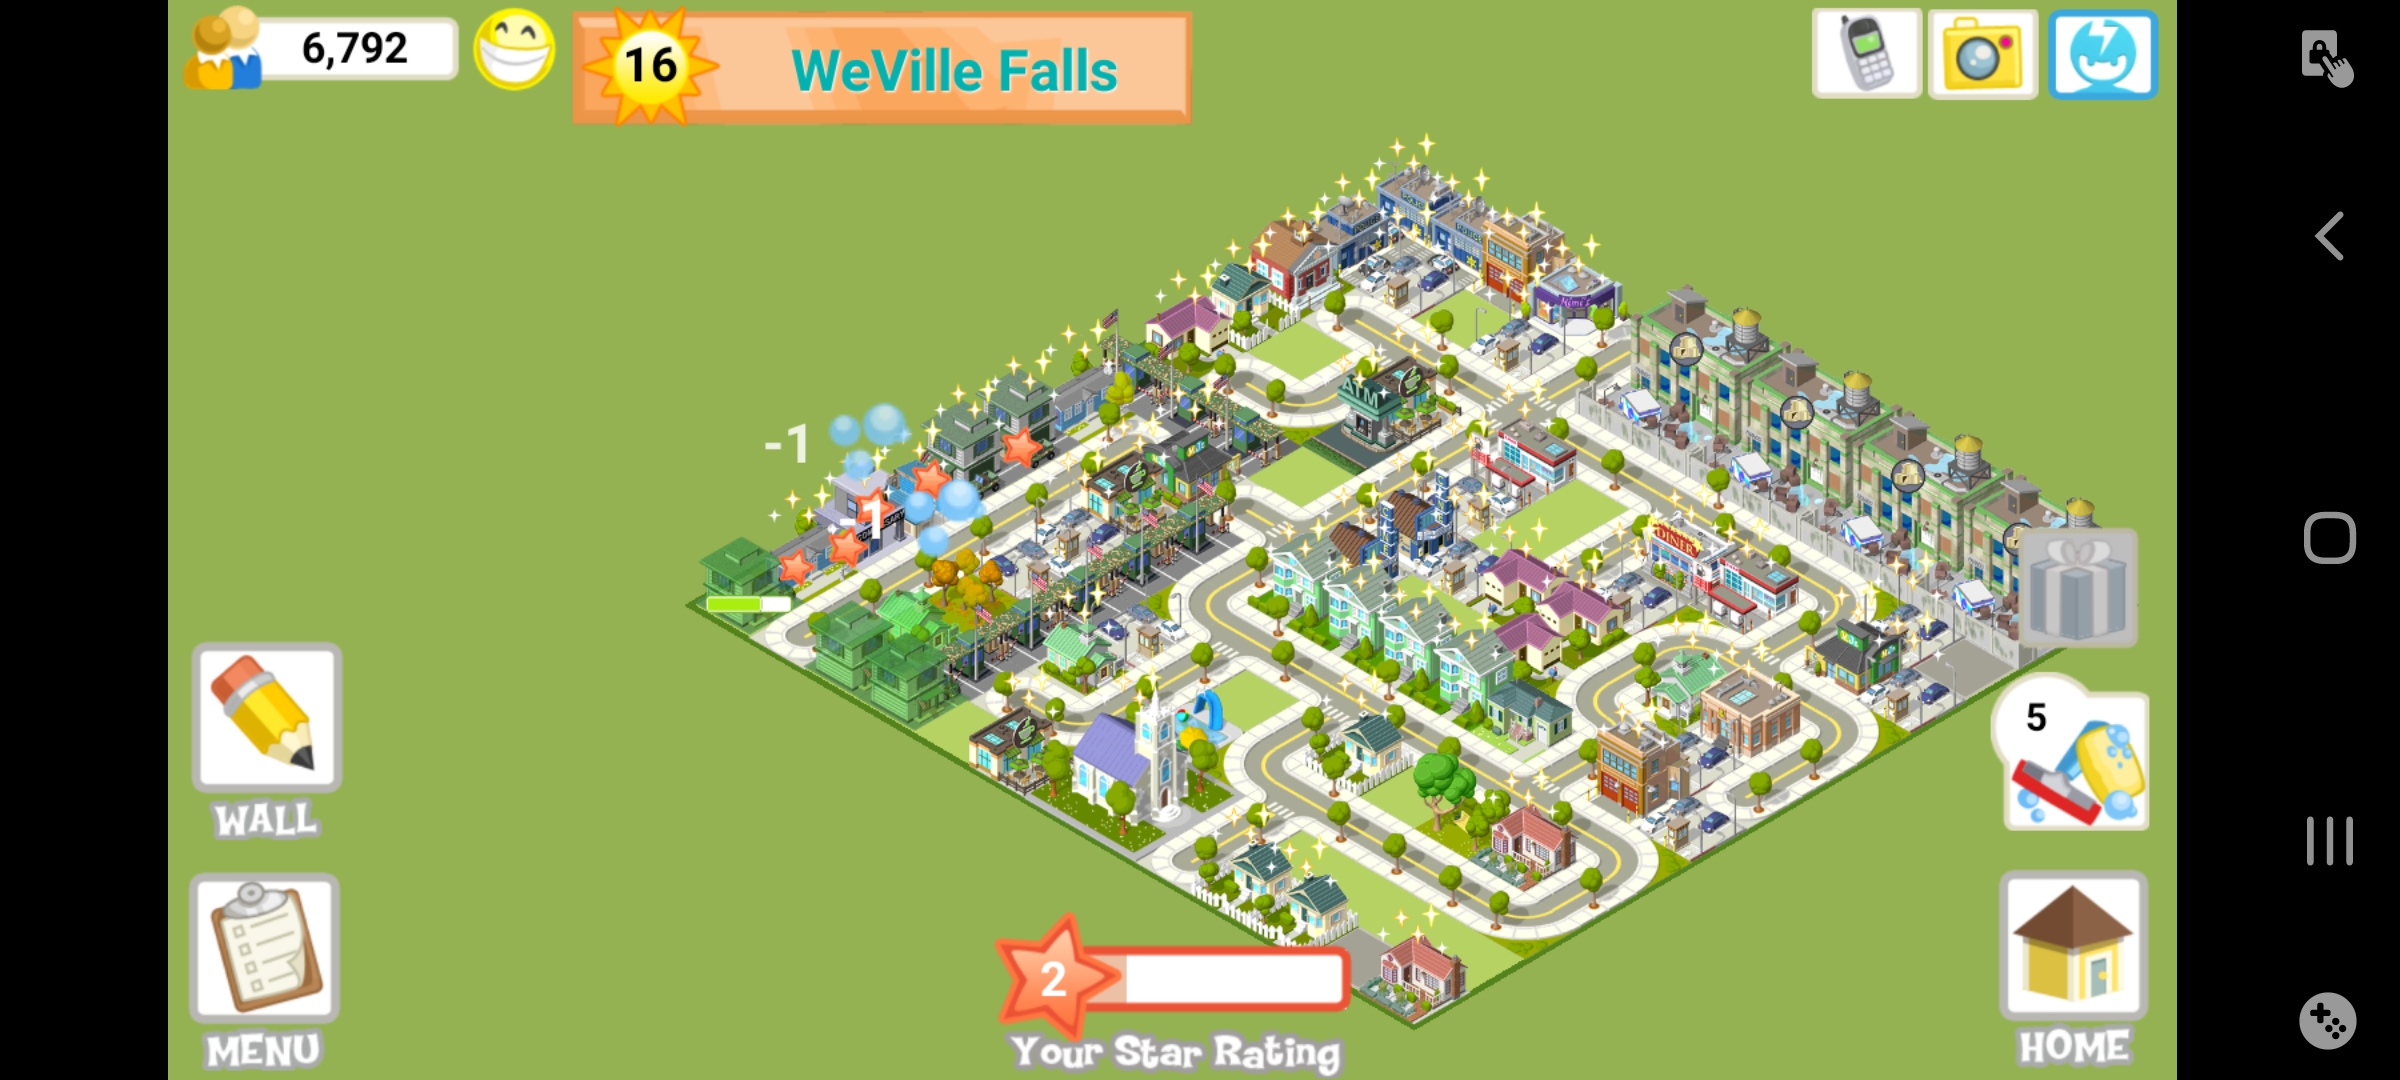 6,792
16
WeVille Falls
ATM
DINER
-1
-1
5
WALL
MENU
2
Your Star Rating
HOME